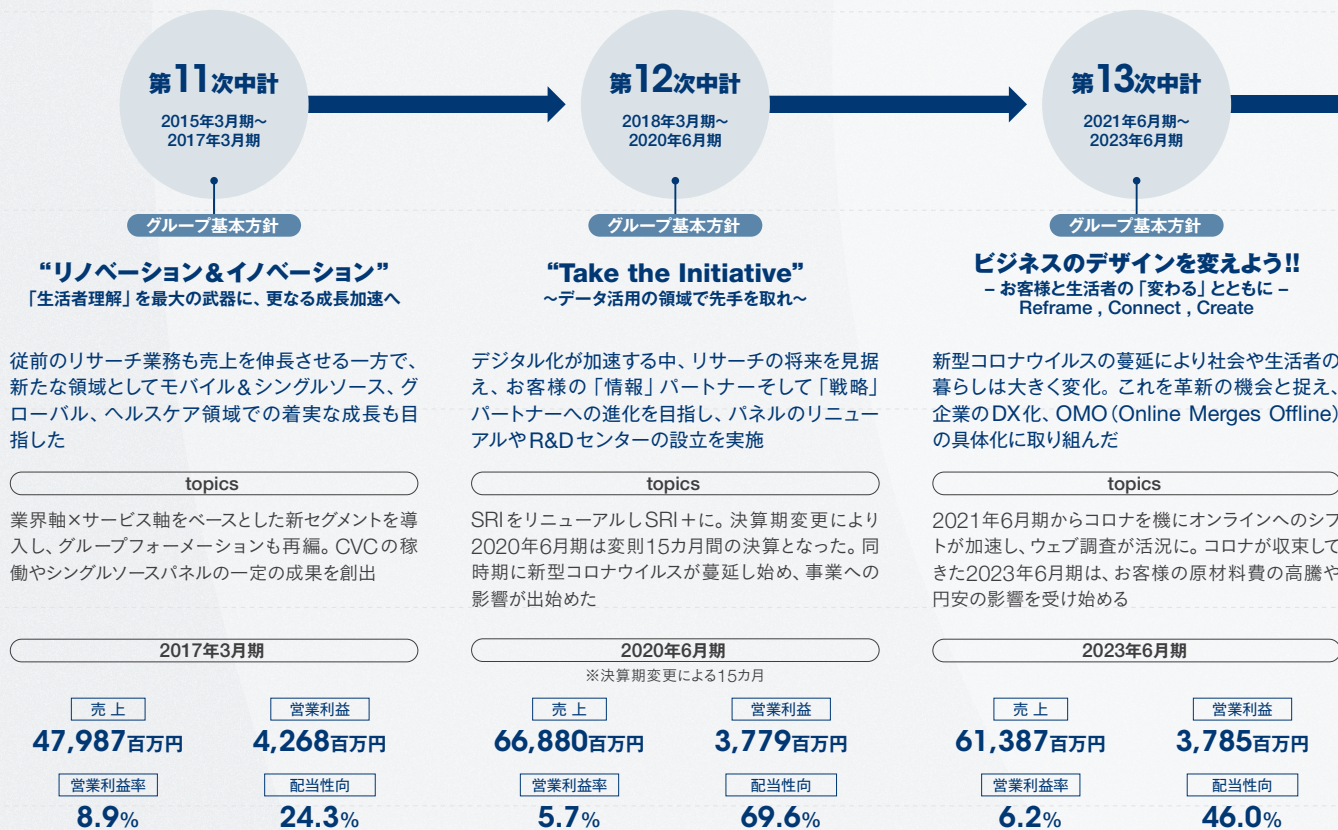 第11次中計
2015年3月期～
2017年3月期
グループ基本方針
“リノベーション＆イノベーション”
「生活者理解」を最大の武器に、更なる成長加速へ
従前のリサーチ業務も売上を伸長させる一方で、
新たな領域としてモバイル＆シングルソース、グ
ローバル、ヘルスケア領域での着実な成長も目
指した
topics
業界軸×サービス軸をベースとした新セグメントを導
入し、グループフォーメーションも再編。CVCの稼
働やシングルソースパネルの一定の成果を創出
2017年3月期
売上
47,987百万円
営業利益
4,268百万円
営業利益率
8.9%
配当性向
24.3%
第12次中計
2018年3月期～
2020年6月期
グループ基本方針
“Take the Initiative”
～データ活用の領域で先手を取れ～
デジタル化が加速する中、リサーチの将来を見据
え、お客様の「情報」パートナーそして「戦略」
パートナーへの進化を目指し、パネルのリニュー
アルやR&Dセンターの設立を実施
topics
SRIをリニューアルしSRI＋に。決算期変更により
2020年6月期は変則15カ月間の決算となった。同
時期に新型コロナウイルスが蔓延し始め、事業への
影響が出始めた
2020年6月期
※決算期変更による15カ月
売上
66,880百万円
営業利益
3,779百万円
営業利益率
5.7%
配当性向
69.6%
第13次中計
2021年6月期～
2023年6月期
グループ基本方針
ビジネスのデザインを変えよう!!
– お客様と生活者の「変わる」とともに –
Reframe , Connect , Create
新型コロナウイルスの蔓延により社会や生活者の
暮らしは大きく変化。これを革新の機会と捉え、
企業のDX化、OMO（Online Merges Offline）
の具体化に取り組んだ
topics
2021年6月期からコロナを機にオンラインへのシフ
トが加速し、ウェブ調査が活況に。コロナが収束して
きた2023年6月期は、お客様の原材料費の高騰や
円安の影響を受け始める
2023年6月期
売上
61,387百万円
営業利益
3,785百万円
営業利益率
6.2%
配当性向
46.0%